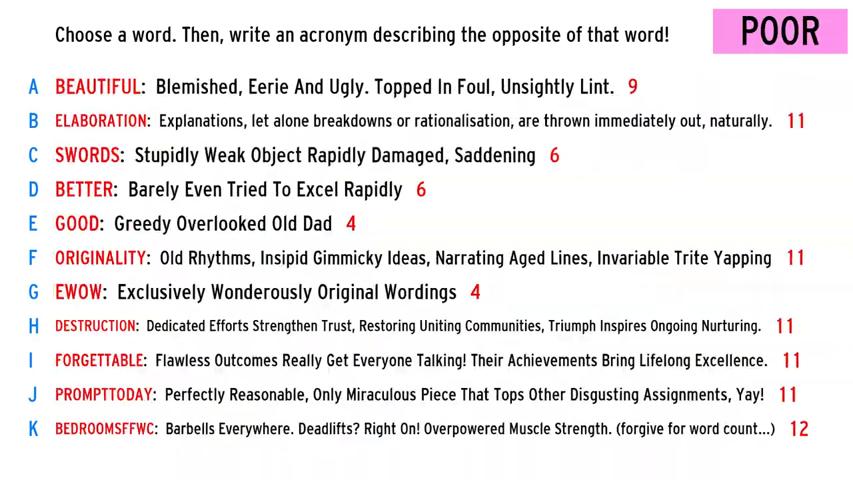 Choose a word. Then, write an acronym describing the opposite of that word!
POOR
A BEAUTIFUL: Blemished, Eerie And Ugly. Topped In Foul, Unsightly Lint. 9
B ELABORATION: Explanations, let alone breakdowns or rationalisation, are thrown immediately out, naturally. 11
C SWORDS: Stupidly Weak Object Rapidly Damaged, Saddening 6
D BETTER: Barely Even Tried To Excel Rapidly 6
E GOOD: Greedy Overlooked Old Dad 4
F ORIGINALITY: Old Rhythms, Insipid Gimmicky Ideas, Narrating Aged Lines, Invariable Trite Yapping 11
G EWOW: Exclusively Wonderously Original Wordings 4
H DESTRUCTION: Dedicated Efforts Strengthen Trust, Restoring Uniting Communities, Triumph Inspires Ongoing Nurturing. 11
I FORGETTABLE: Flawless Outcomes Really Get Everyone Talking! Their Achievements Bring Lifelong Excellence. 11
J PROMPTTODAY: Perfectly Reasonable, Only Miraculous Piece That Tops Other Disgusting Assignments, Yay! 11
K BEDROOMSFFWC: Barbells Everywhere. Deadlifts? Right On! Overpowered Muscle Strength. (forgive for word count...) 12